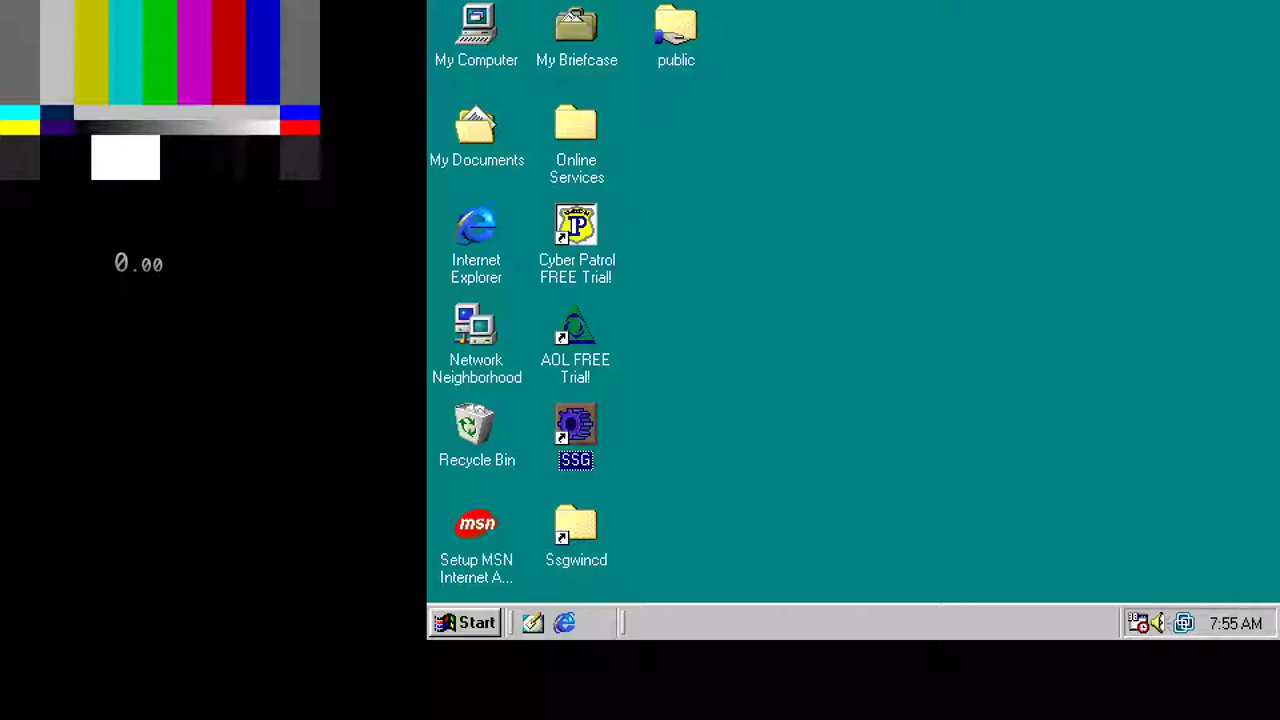 My Computer
My Briefcase
public
My Documents
Online
Services
Internet
Explorer
Cyber Patrol
FREE Trial!
P
0.00
Network
Neighborhood
AOL FREE
Trial!
Recycle Bin
SSG
msn
Setup MSN
Internet A...
Ssgwincd
Start
7:55 AM